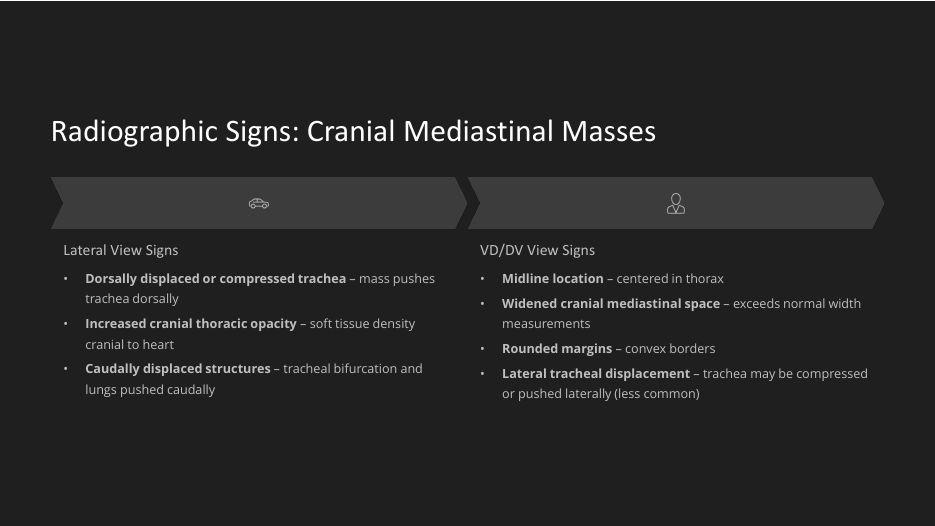 Radiographic Signs: Cranial Mediastinal Masses
Lateral View Signs
• Dorsally displaced or compressed trachea – mass pushes
trachea dorsally
• Increased cranial thoracic opacity – soft tissue density
cranial to heart
• Caudally displaced structures – tracheal bifurcation and
lungs pushed caudally
VD/DV View Signs
• Midline location – centered in thorax
• Widened cranial mediastinal space – exceeds normal width
measurements
• Rounded margins – convex borders
• Lateral tracheal displacement – trachea may be compressed
or pushed laterally (less common)